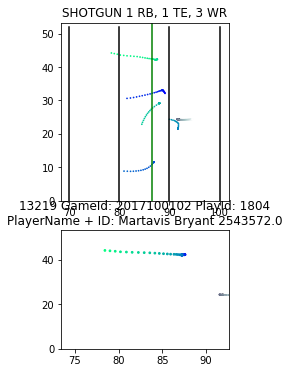 SHOTGUN 1 RB, 1 TE, 3 WR
50
40
30
20
10
0
70 80 90 100
13219 GameId: 2017100102 PlayId: 1804
PlayerName + ID: Martavis Bryant 2543572.0
40
20
0
75 80 85 90